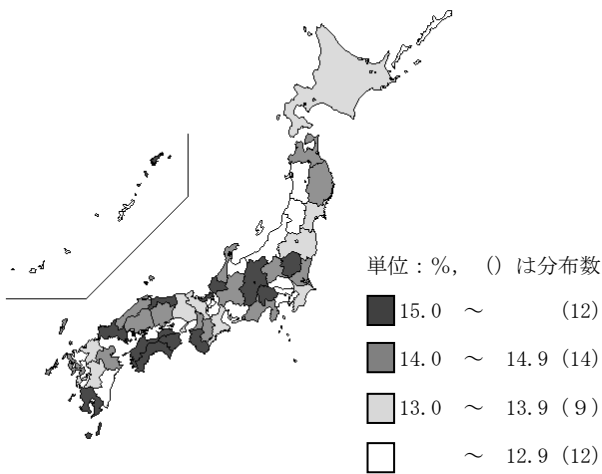 単位：%， （）は分布数
15.0 ～ （12）
14.0 ～ 14.9（14）
13.0 ～ 13.9（９）
～ 12.9（12）